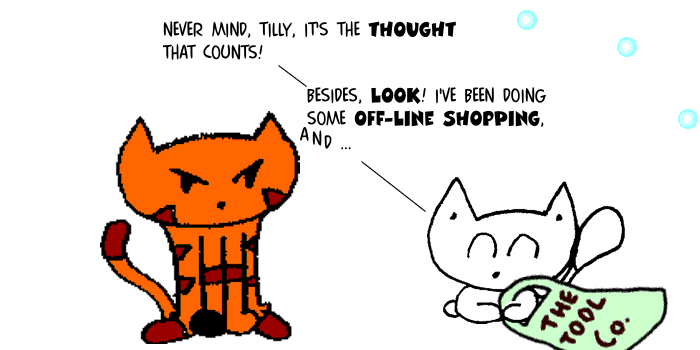 NEVER MIND, TILLY, IT'S THE THOUGHT
THAT COUNTS!
BESIDES, LOOK! I'VE BEEN DOING
SOME OFF-LINE SHOPPING,
AND ...
THE
TOOL
Co.